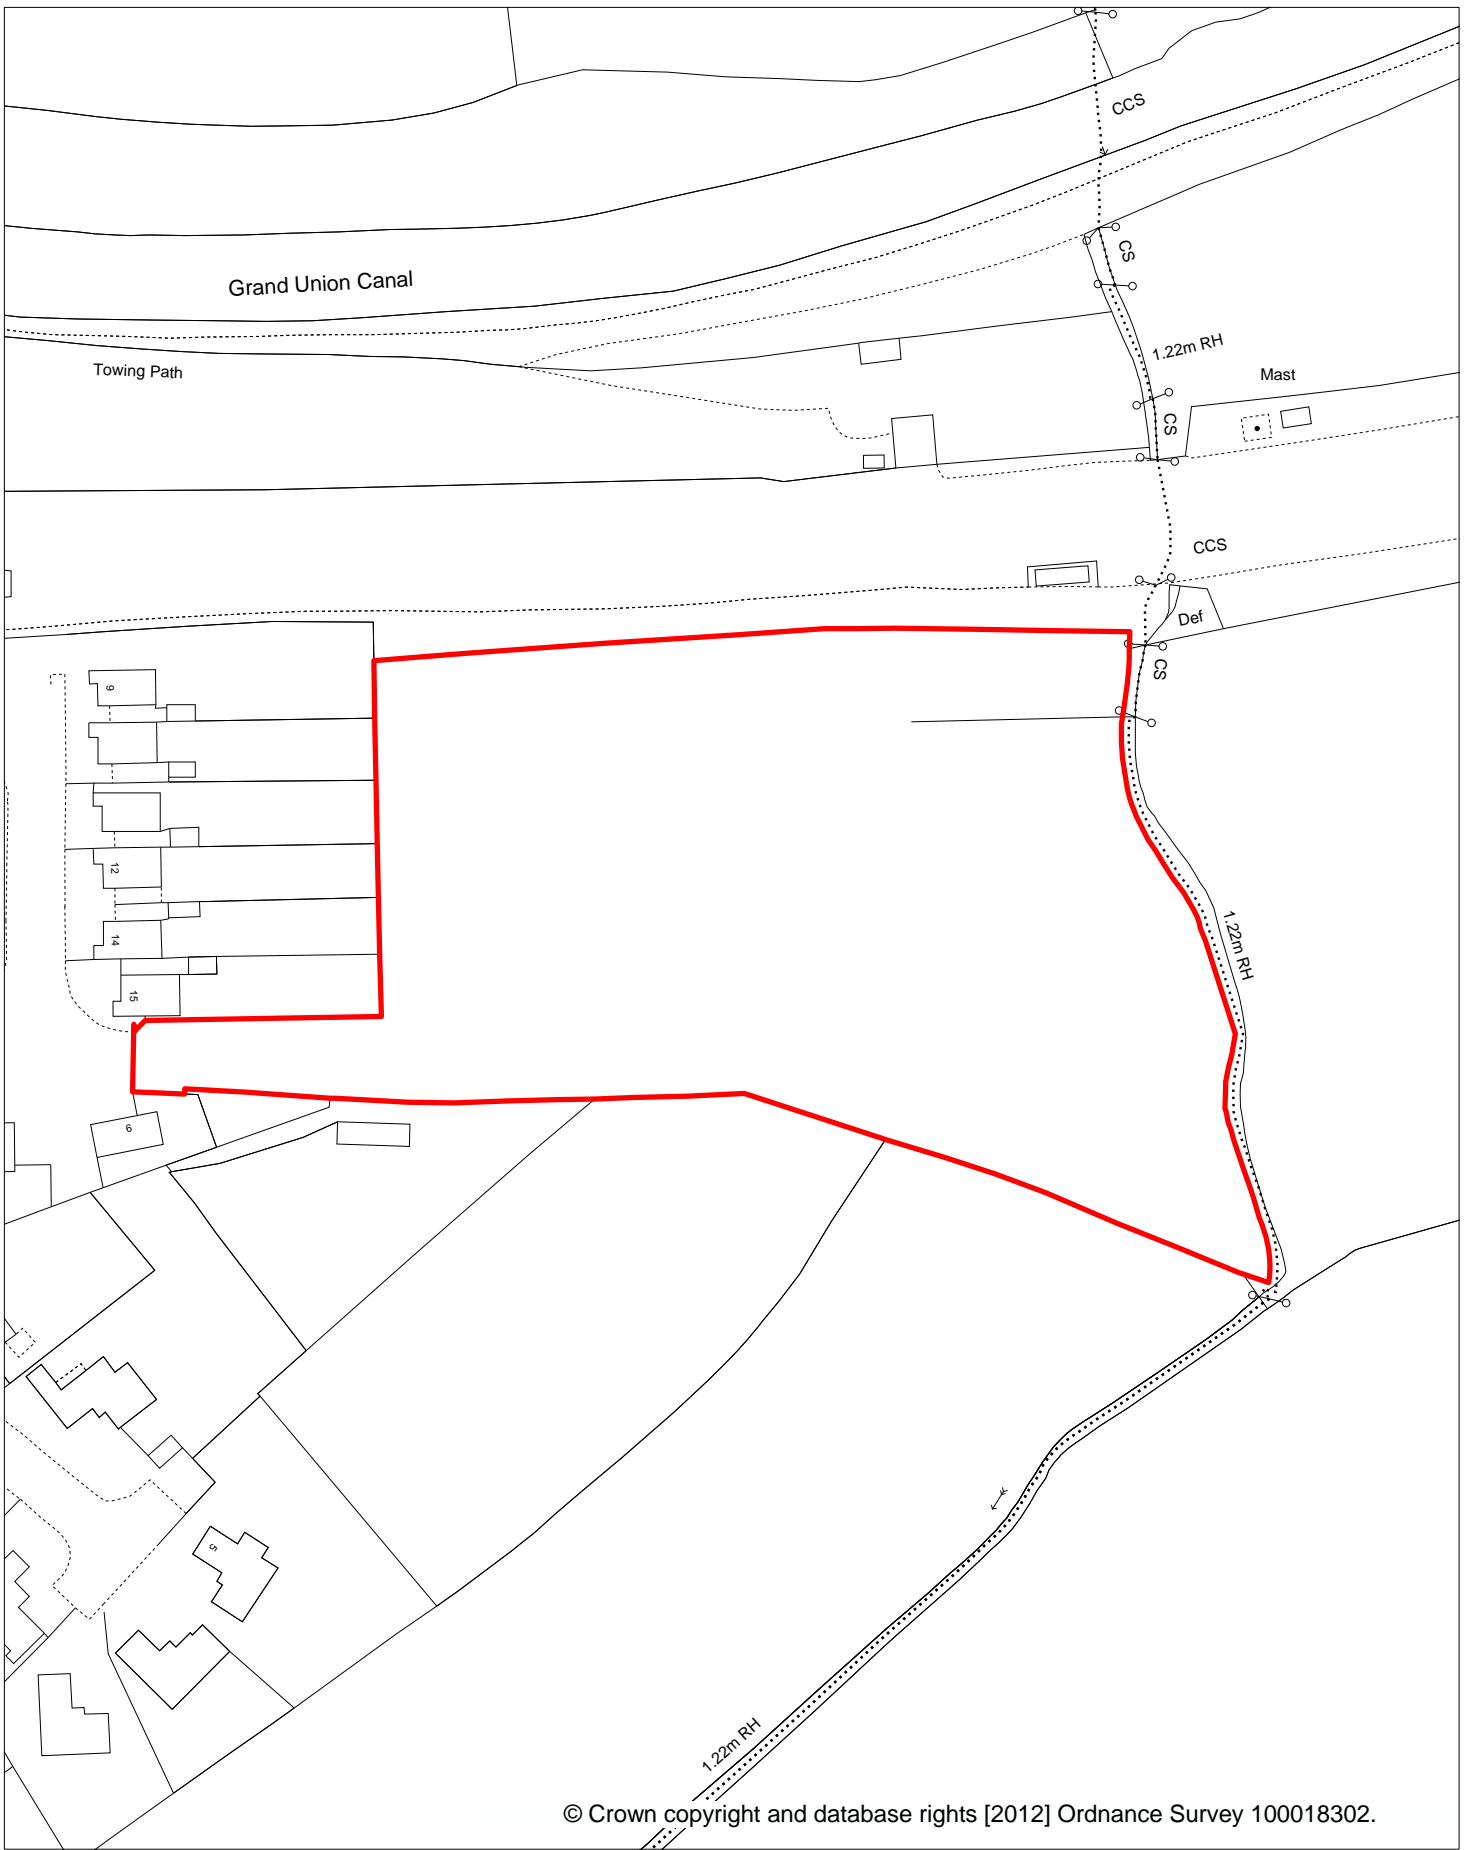 CCS
CS
Grand Union Canal
1.22m RH
Towing Path
Mast
CS
CCS
Def
CS
9
12
1.22m RH
14
15
6
5
1.22m RH
© Crown copyright and database rights [2012] Ordnance Survey 100018302.